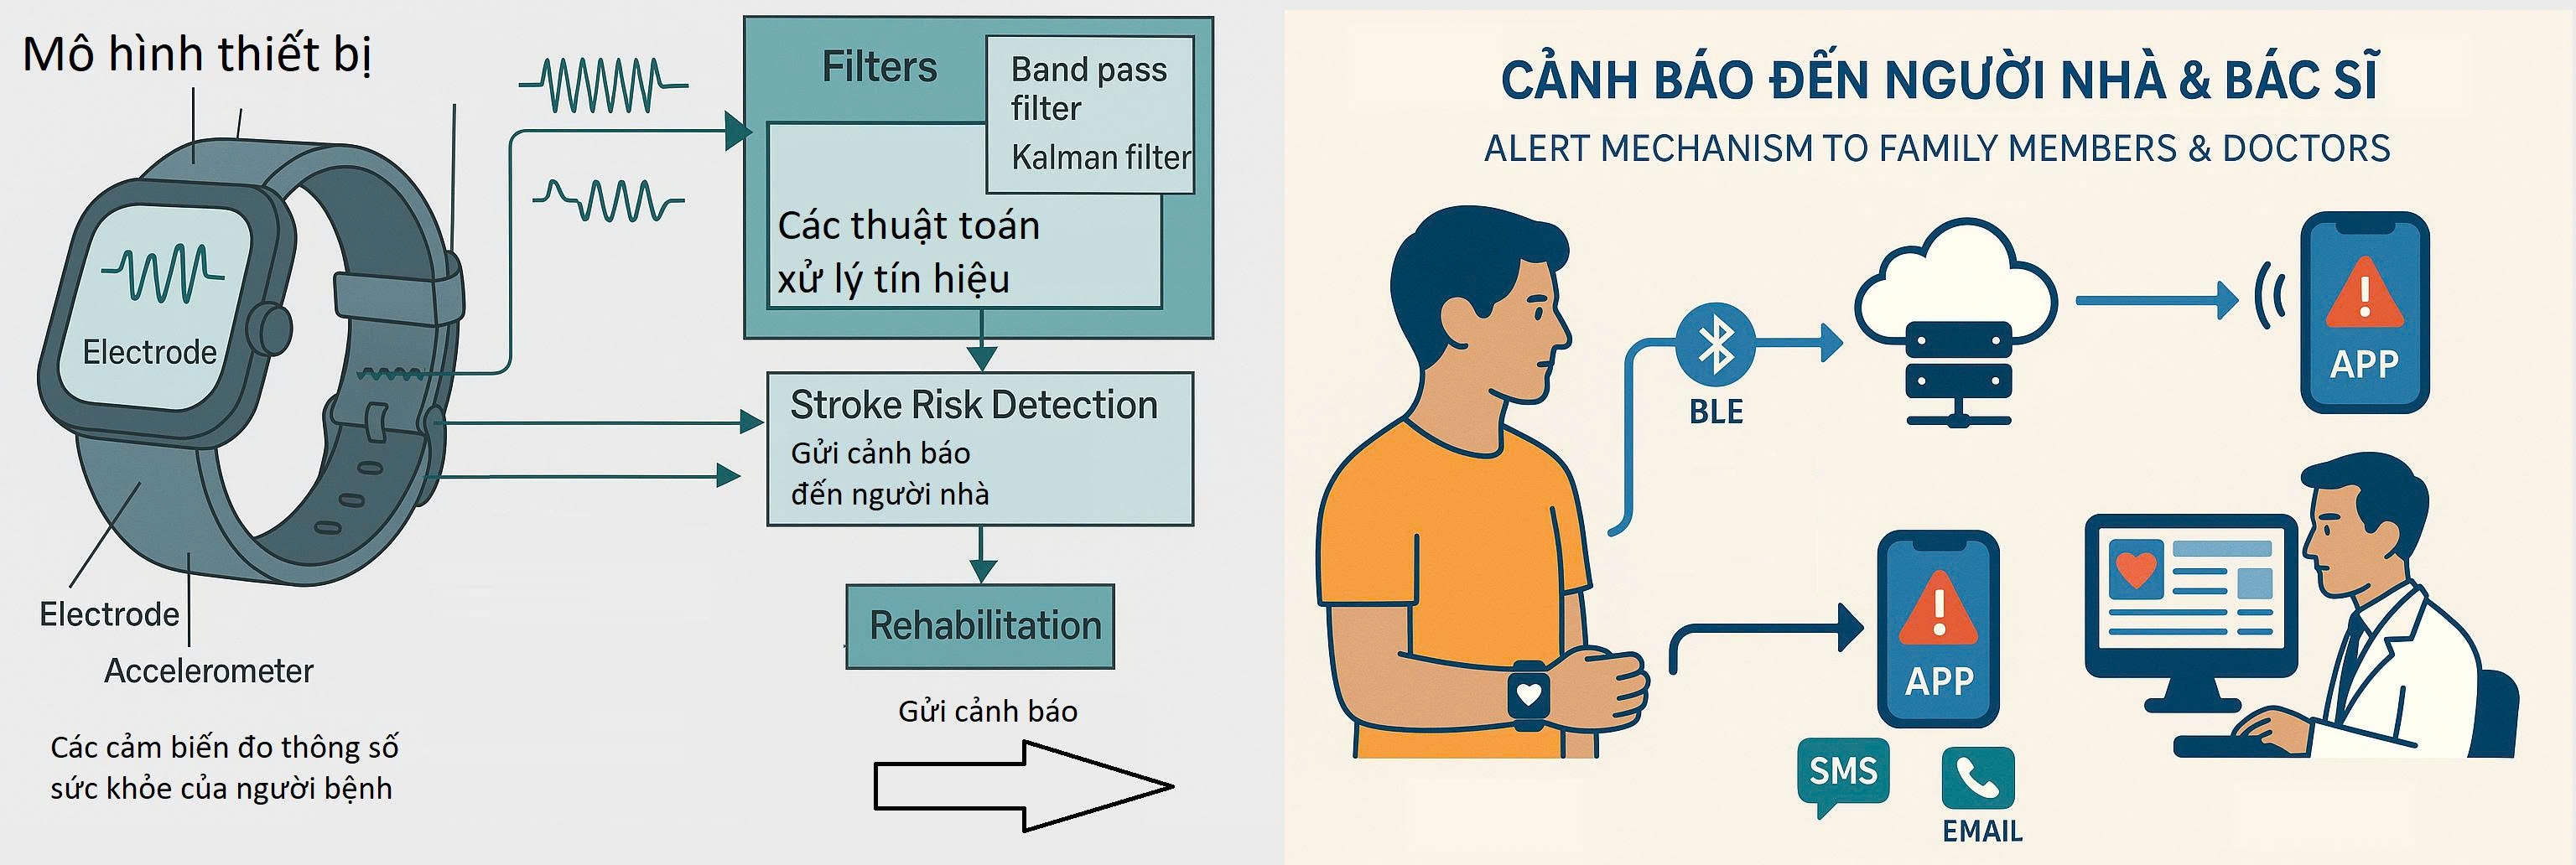 Mô hình thiết bị
Electrode
Electrode
Accelerometer
Các cảm biến đo thông số
sức khỏe của người bệnh
Filters
Band pass
filter
Kalman filter
Các thuật toán
xử lý tín hiệu
Stroke Risk Detection
Gửi cảnh báo
đến người nhà
Rehabilitation
Gửi cảnh báo
CẢNH BÁO ĐẾN NGƯỜI NHÀ & BÁC SĨ
ALERT MECHANISM TO FAMILY MEMBERS & DOCTORS
BLE
APP
APP
SMS
EMAIL